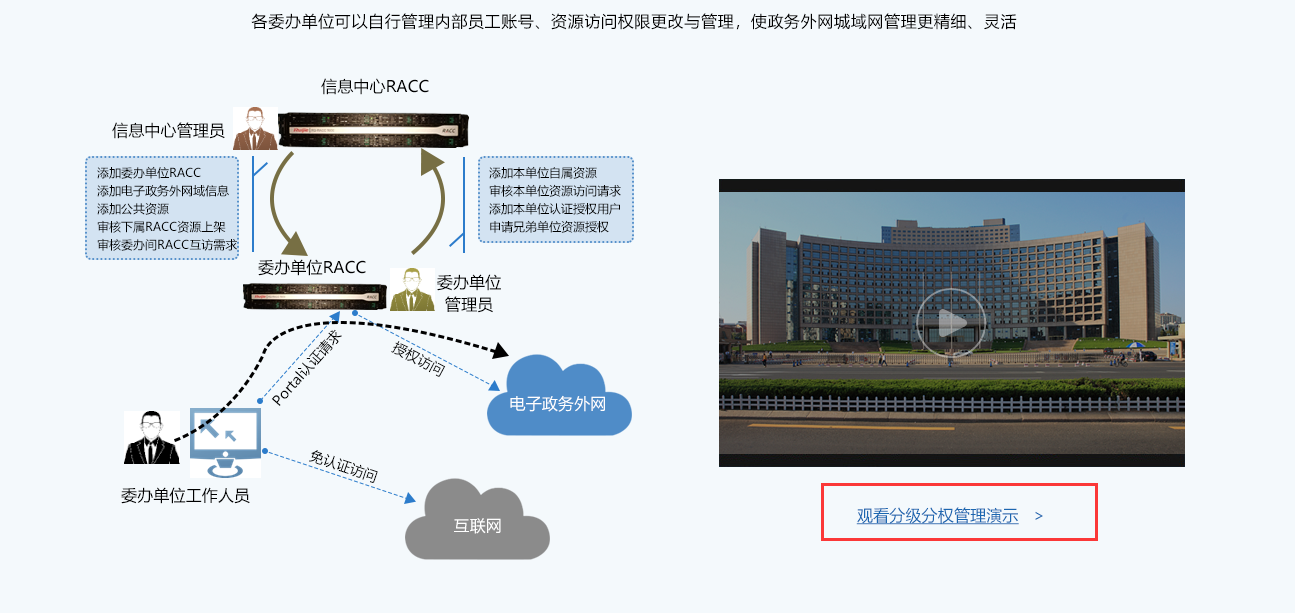 各委办单位可以自行管理内部员工账号、资源访问权限更改与管理，使政务外网城域网管理更精细、灵活
信息中心RACC
信息中心管理员
RACC
添加委办单位RACC
添加电子政务外网域信息
添加公共资源
审核下属RACC资源上架
审核委办间RACC互访需求
添加本单位自属资源
审核本单位资源访问请求
添加本单位认证授权用户
申请兄弟单位资源授权
委办单位RACC
委办单位
管理员
Portal认证请求
授权访问
电子政务外网
免认证访问
委办单位工作人员
互联网
观看分级分权管理演示 >